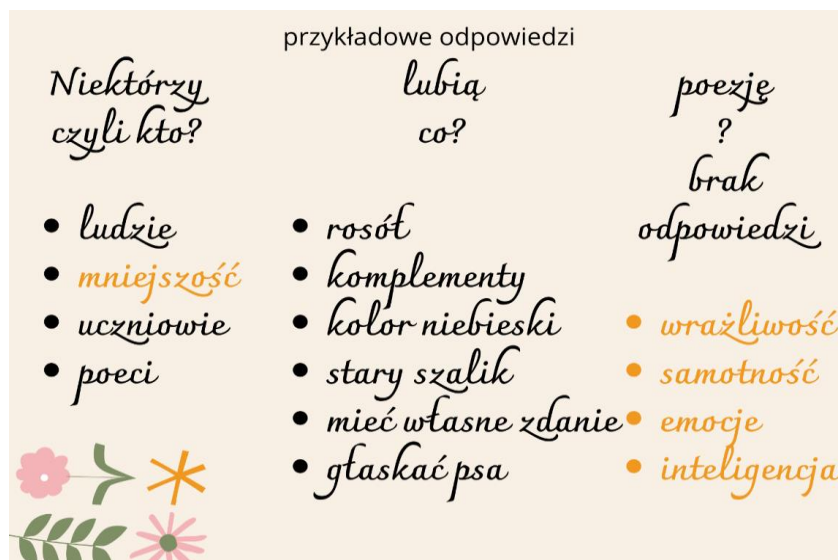 przykładowe odpowiedzi
Niektórzy
czyli kto?
• ludzie
• mniejszość
• uczniowie
• poeci
lubią
co?
• rosół
• komplementy
• kolor niebieski
• stary szalik
• mieć własne zdanie
• głaskać psa
poezję
?
brak
odpowiedzi
• wrażliwość
• samotność
• emocje
• inteligencja